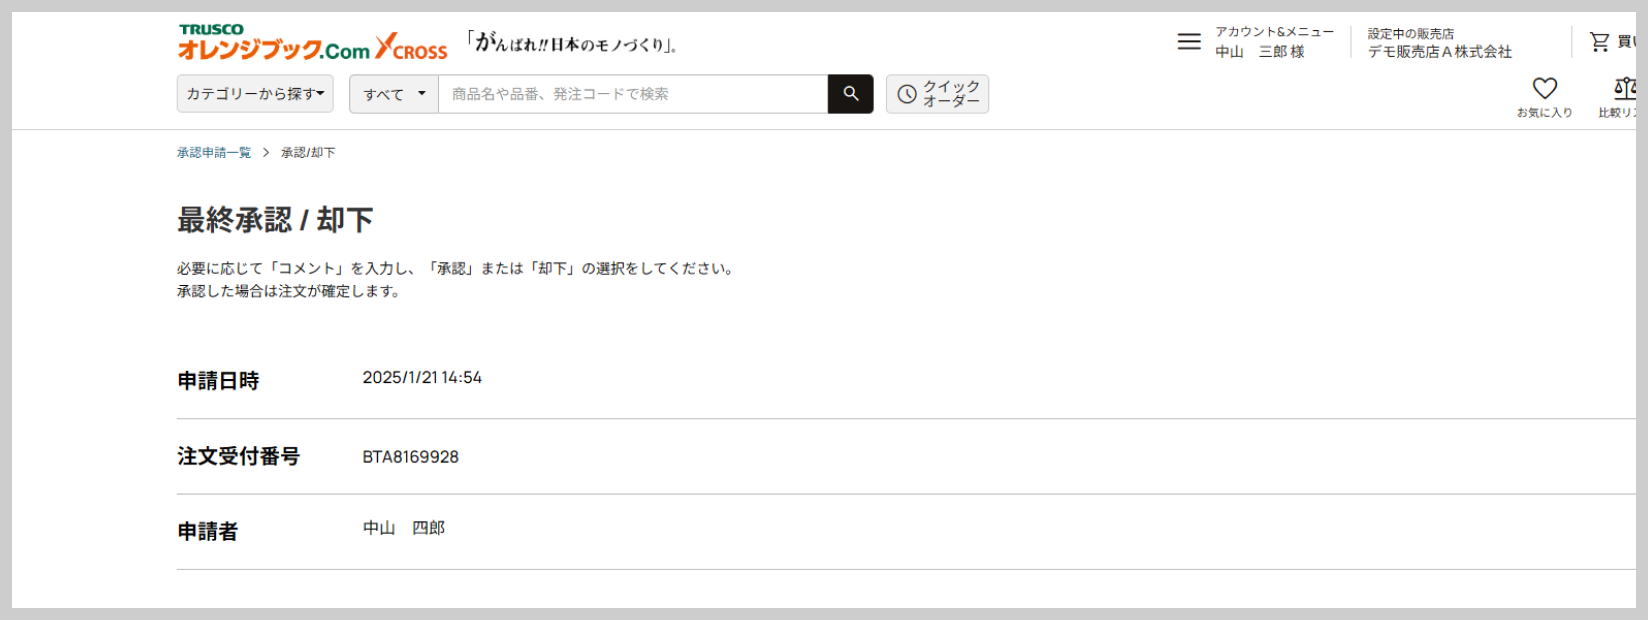 TRUSCO
オレンジブック.Com XCROSS
「がんばれ!!日本のモノづくり」。
アカウント&メニュー
中山 三郎 様
設定中の販売店
デモ販売店A株式会社
カテゴリーから探す
すべて
商品名や品番、発注コードで検索
クイック
オーダー
お気に入り
承認申請一覧 > 承認/却下
最終承認 / 却下
必要に応じて「コメント」を入力し、「承認」または「却下」の選択をしてください。
承認した場合は注文が確定します。
申請日時 2025/1/21 14:54
注文受付番号 BTA8169928
申請者 中山 四郎